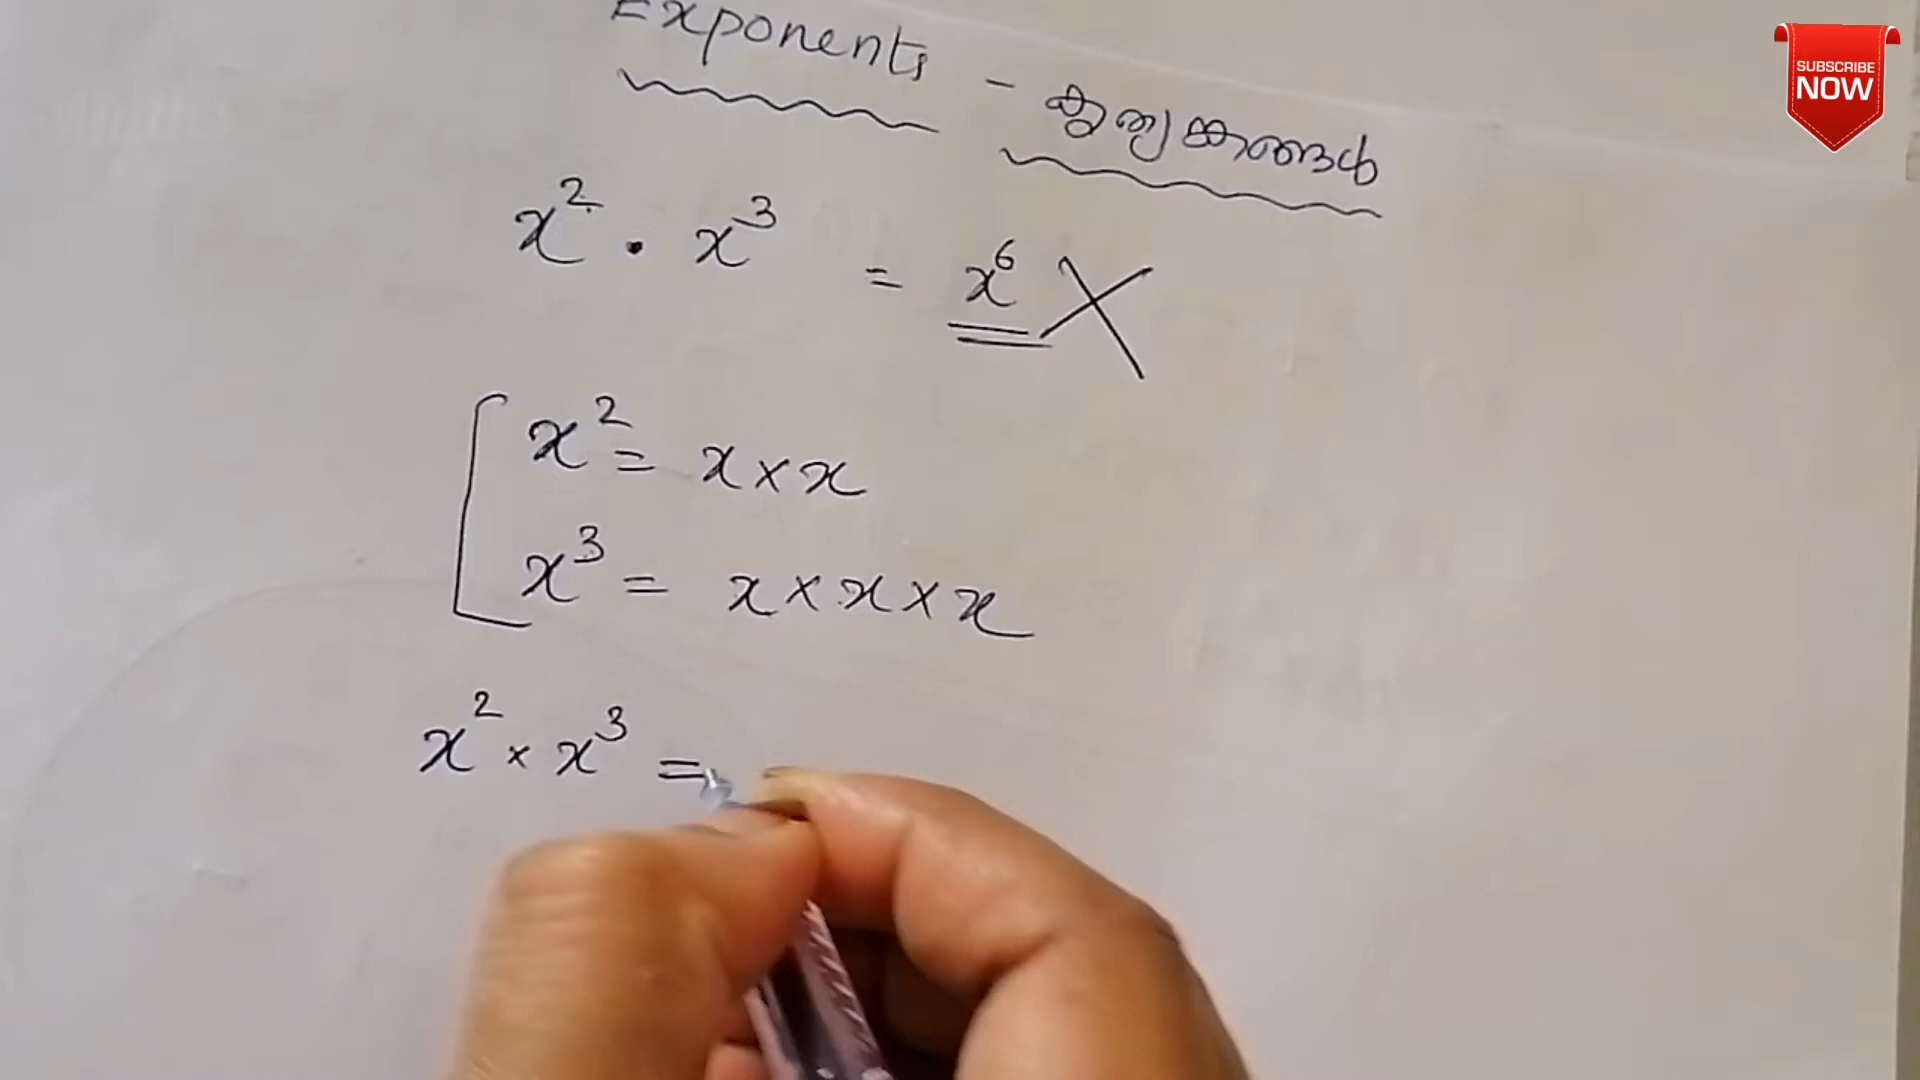 Exponents - കൃത്യങ്കങ്ങൾ
SUBSCRIBE
NOW
x² · x³ = x⁶ X
x² = x × x
x³ = x × x × x
x² × x³ =